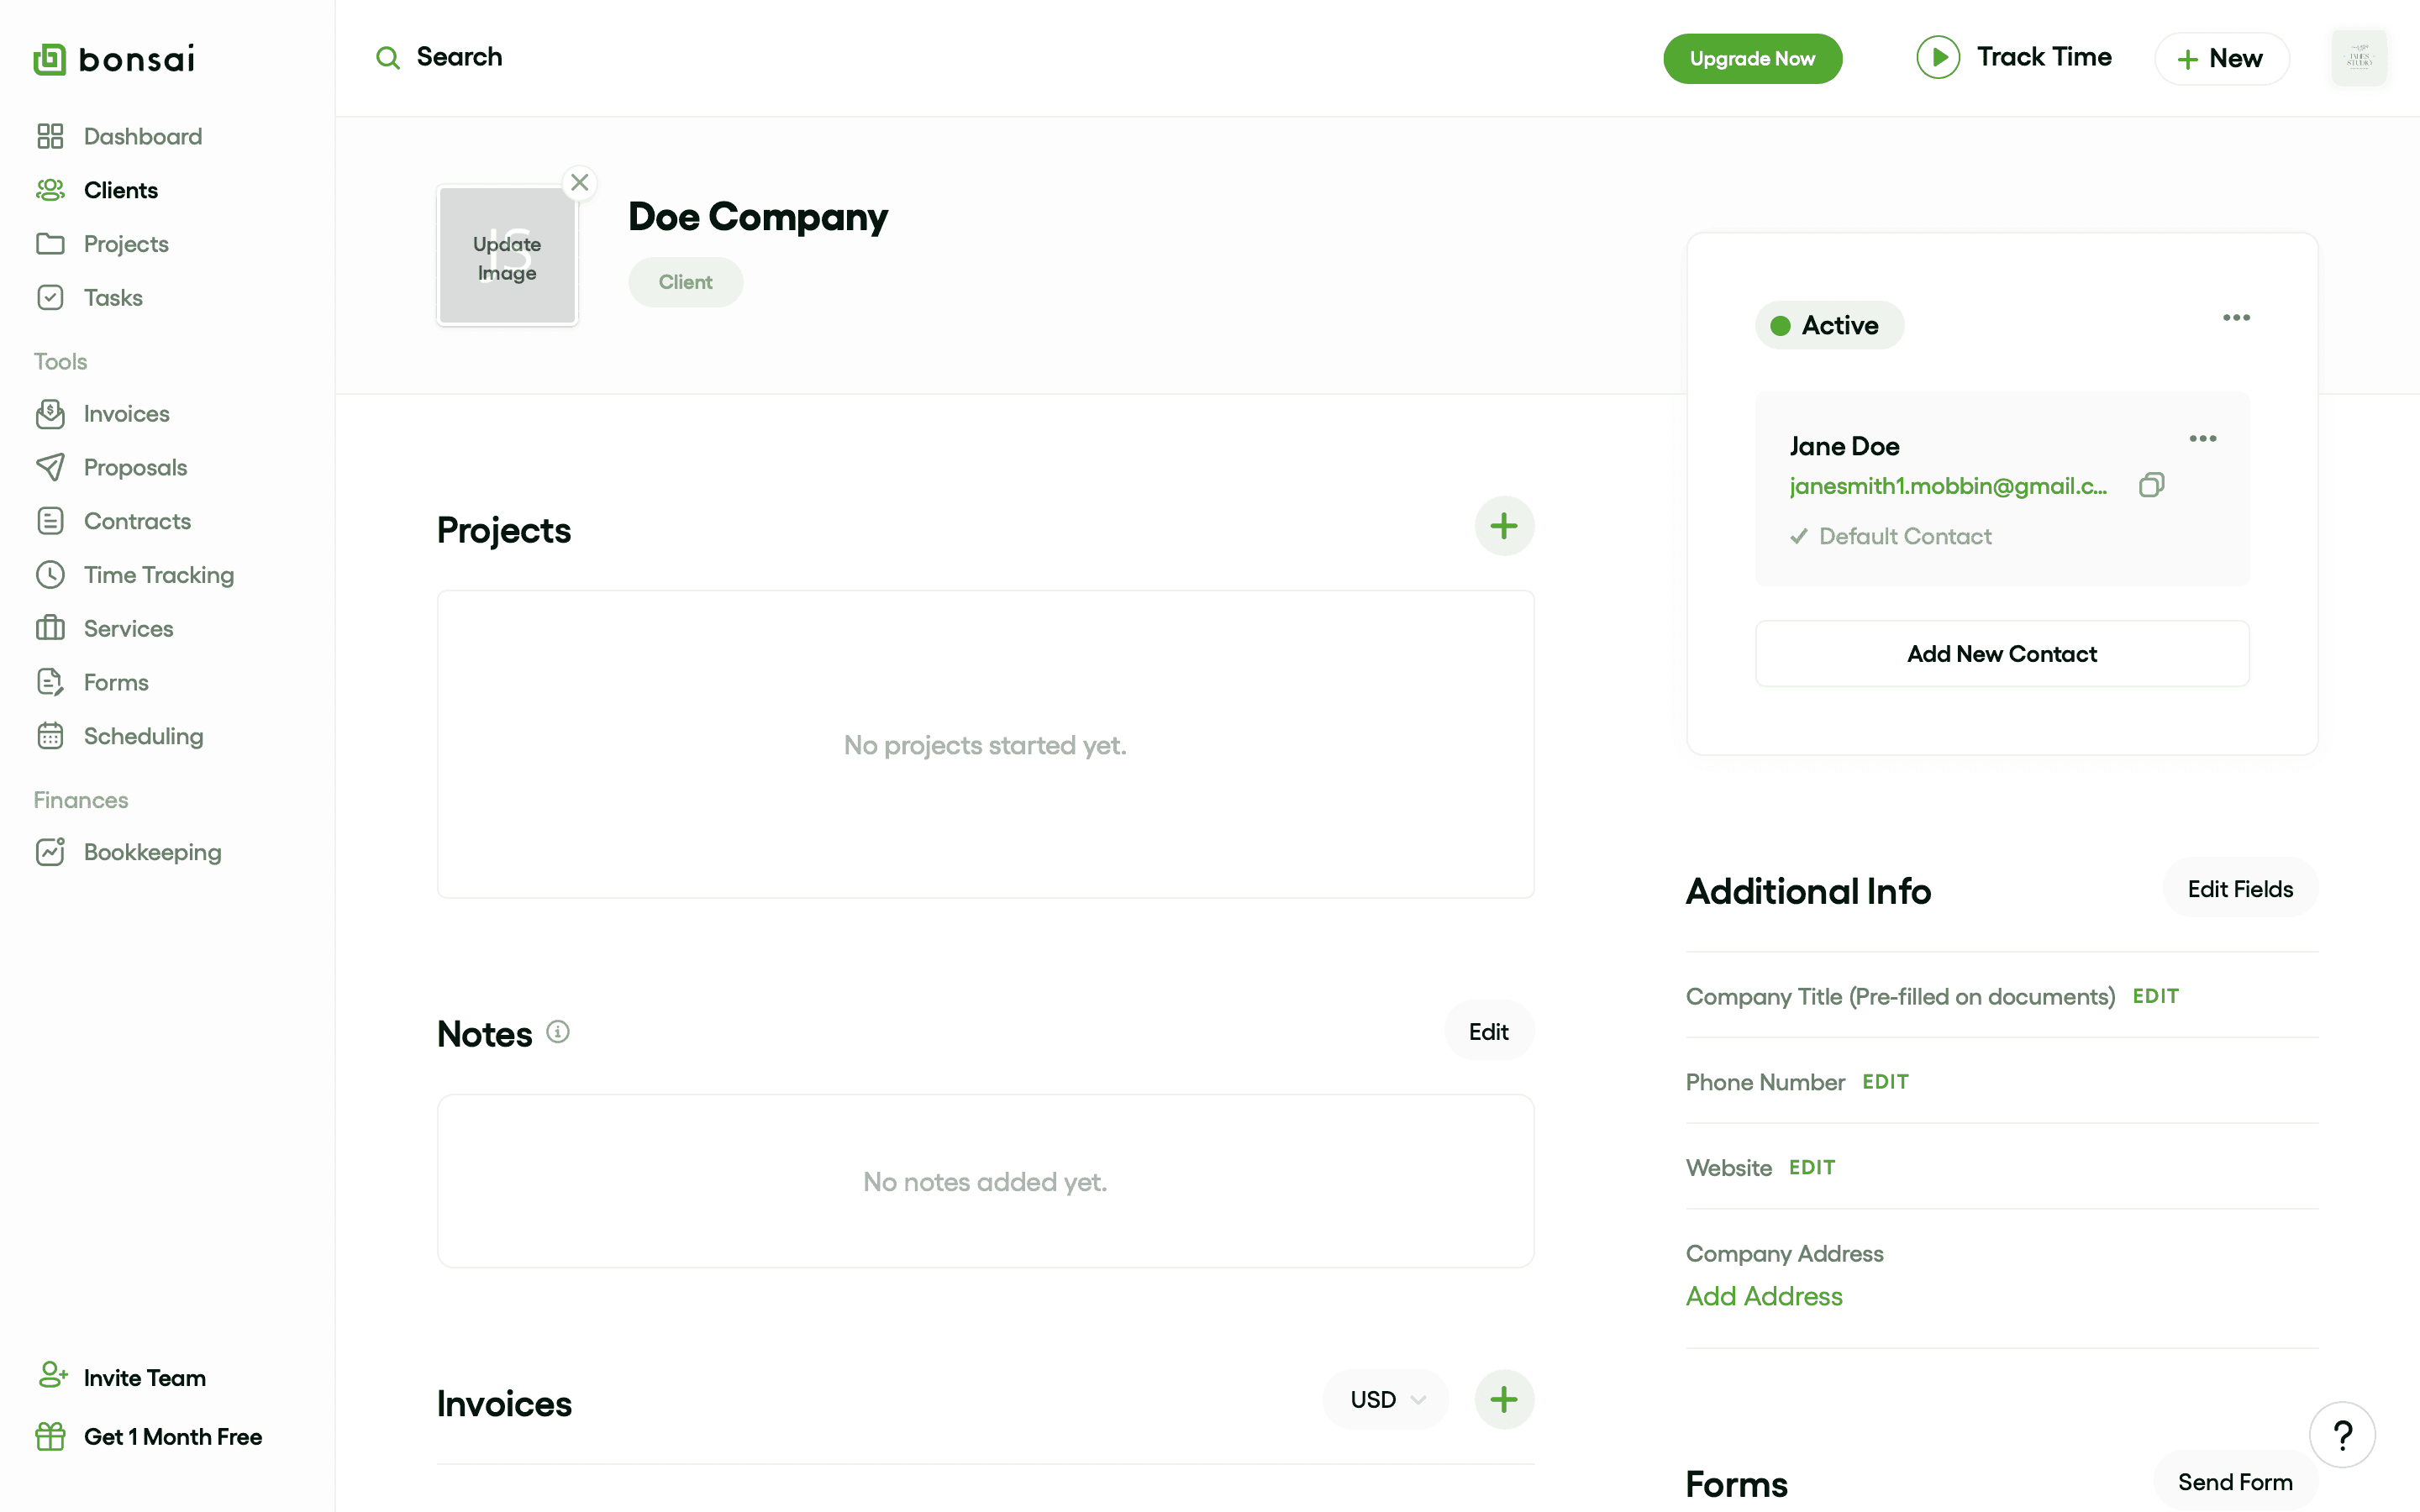 bonsai
Search
Upgrade Now
Track Time
New
JANES
STUDIO
Dashboard
Clients
Projects
Tasks
Tools
Invoices
Proposals
Contracts
Time Tracking
Services
Forms
Scheduling
Finances
Bookkeeping
Invite Team
Get 1 Month Free
JS
Update
Image
Doe Company
Client
Active
Jane Doe
janesmith1.mobbin@gmail.c...
Default Contact
Add New Contact
Projects
No projects started yet.
Notes
Edit
No notes added yet.
Invoices
USD
Additional Info
Edit Fields
Company Title (Pre-filled on documents) EDIT
Phone Number EDIT
Website EDIT
Company Address
Add Address
Forms
Send Form
?